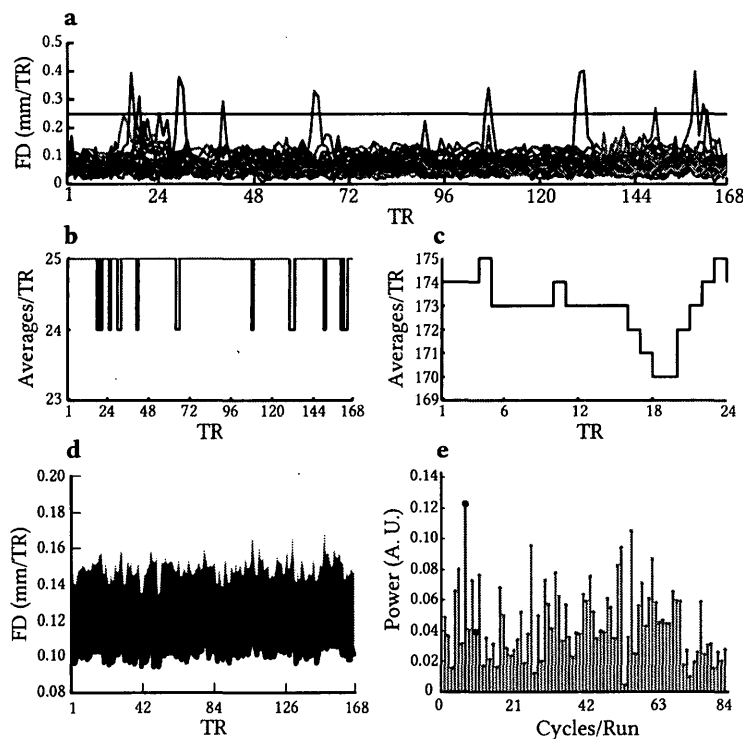 a
FD (mm/TR)
0.5
0.4
0.3
0.2
0.1
0
1 24 48 72 96 120 144 168
TR
b
Averages/TR
25
24
23
1 24 48 72 96 120 144 168
TR
c
Averages/TR
175
174
173
172
171
170
169
1 6 12 18 24
TR
d
FD (mm/TR)
0.20
0.16
0.14
0.12
0.10
0.08
1 42 84 126 168
TR
e
Power (A. U.)
0.14
0.12
0.10
0.08
0.06
0.04
0.02
0
0 21 42 63 84
Cycles/Run